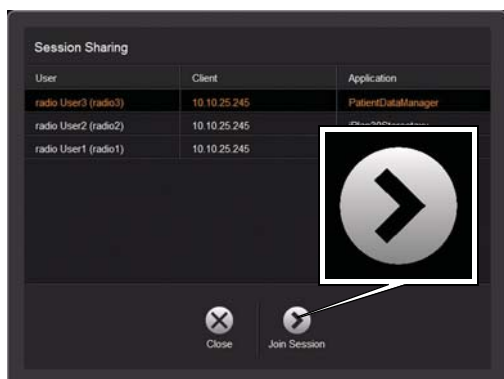 Session Sharing
User Client Application
radio User3 (radio3) 10.10.25.245 PatientDataManager
radio User2 (radio2) 10.10.25.245
radio User1 (radio1) 10.10.25.245
Close Join Session